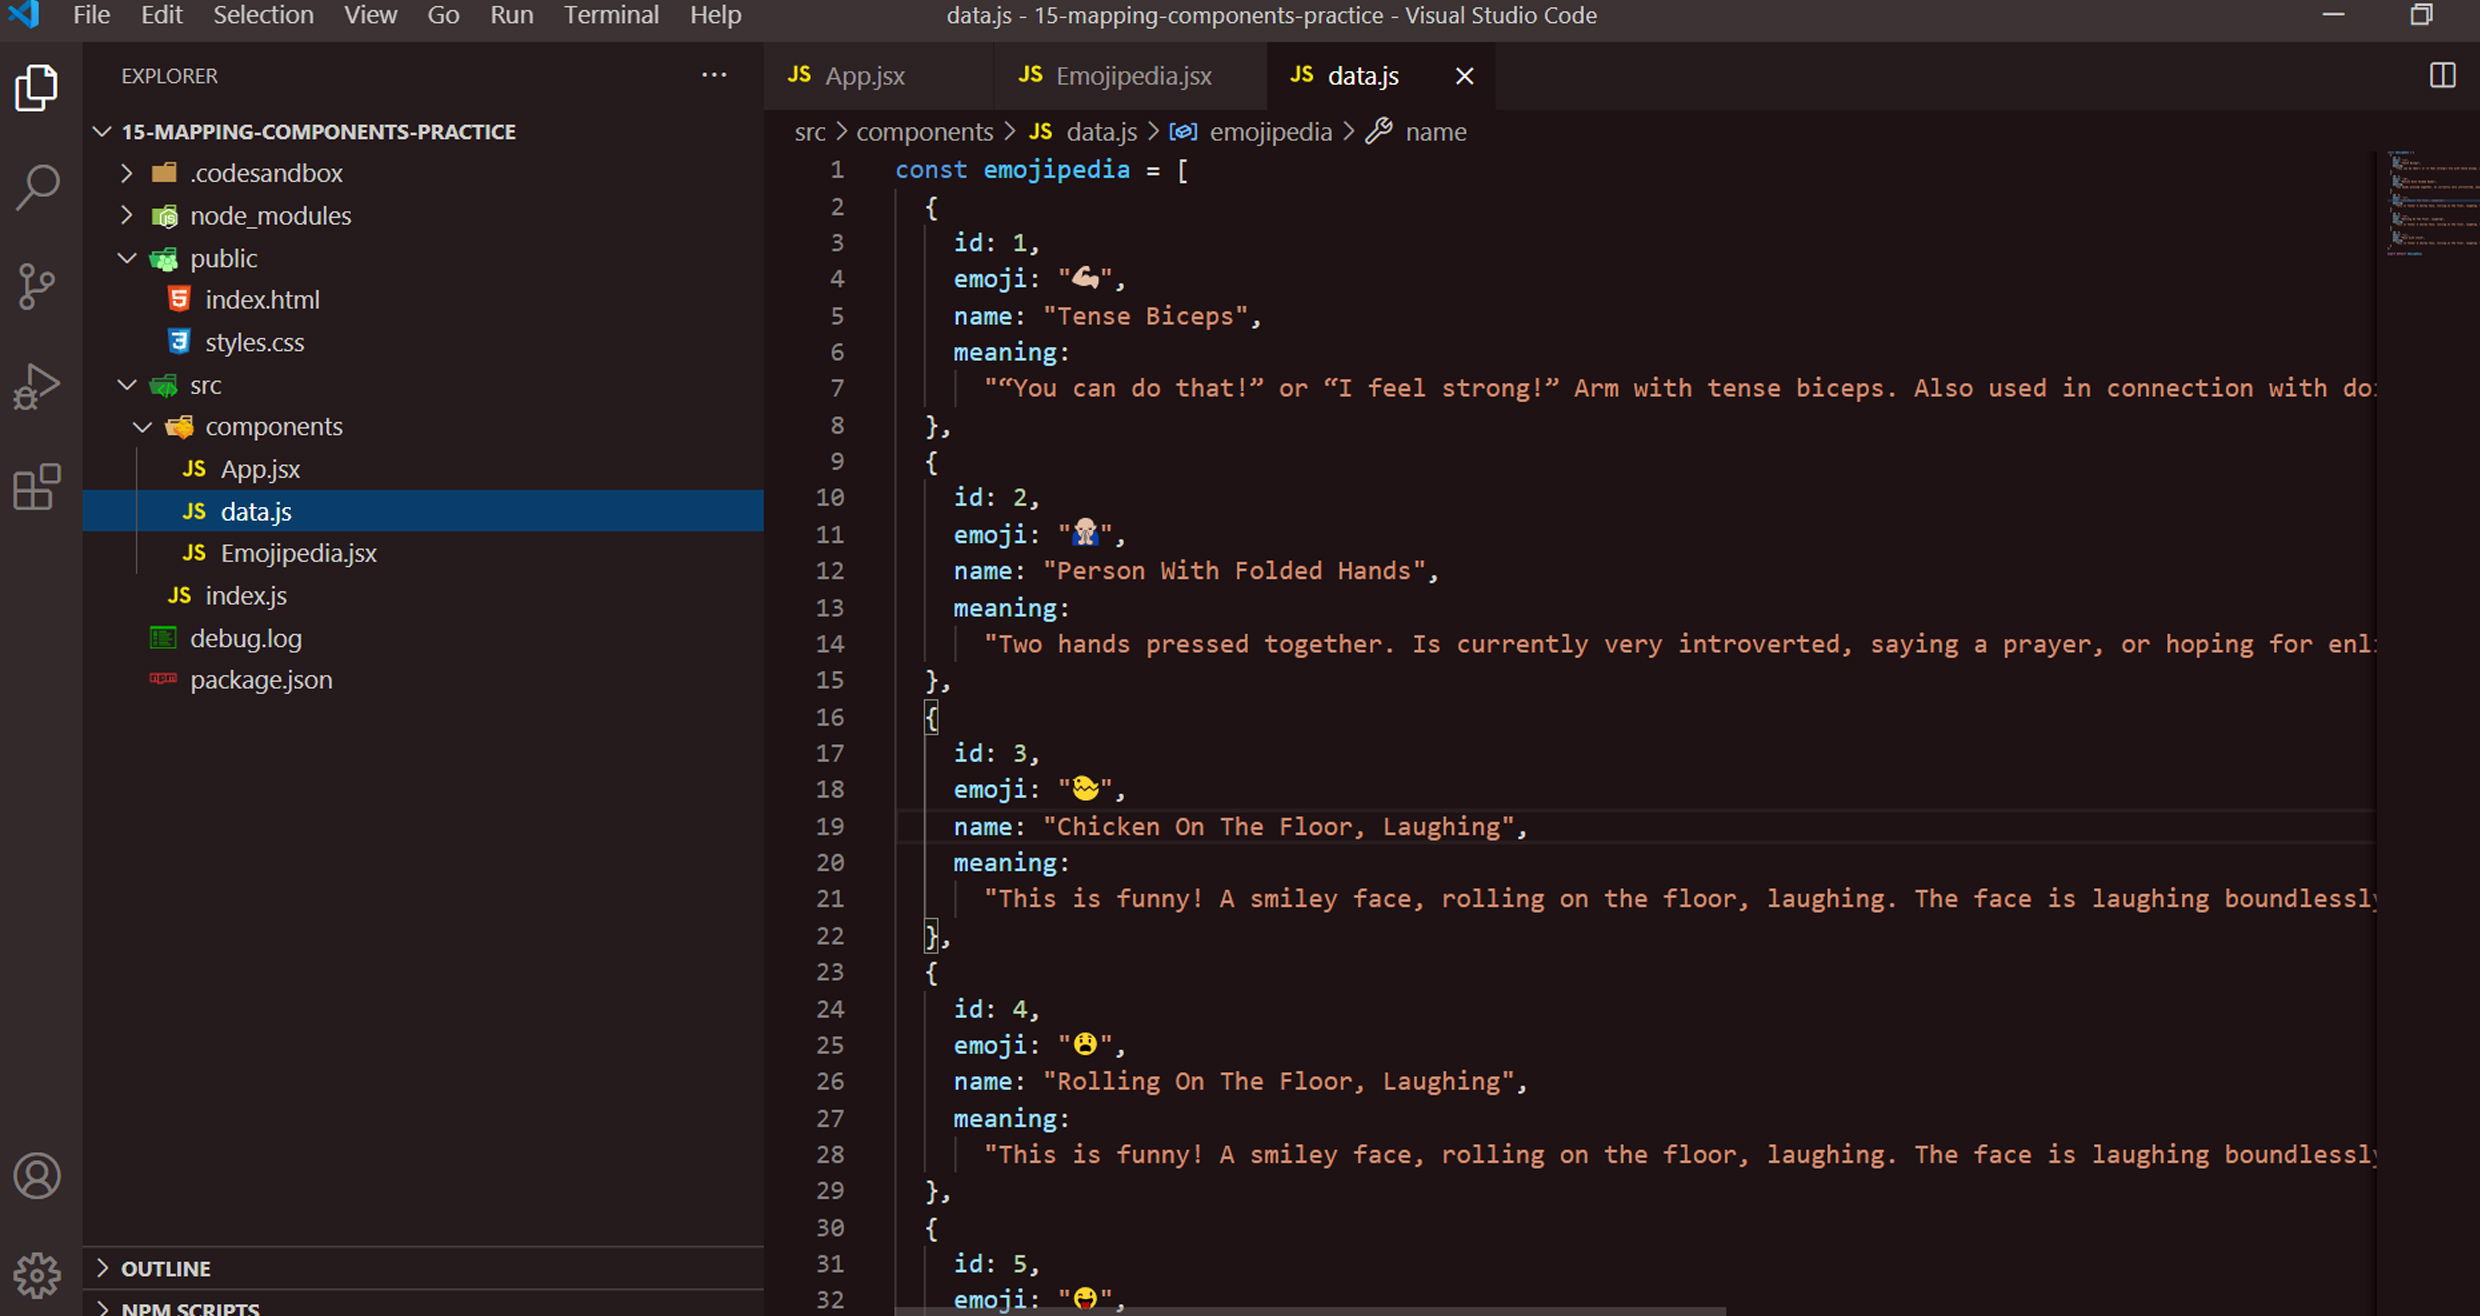 File Edit Selection View Go Run Terminal Help
data.js - 15-mapping-components-practice - Visual Studio Code
EXPLORER
15-MAPPING-COMPONENTS-PRACTICE
.codesandbox
node_modules
public
index.html
styles.css
src
components
JS App.jsx
JS data.js
JS Emojipedia.jsx
JS index.js
debug.log
package.json
OUTLINE
NPM SCRIPTS
JS App.jsx JS Emojipedia.jsx JS data.js
src > components > JS data.js > emojipedia > name
1 const emojipedia = [
2 {
3 id: 1,
4 emoji: "💪🏻",
5 name: "Tense Biceps",
6 meaning:
7 "“You can do that!” or “I feel strong!” Arm with tense biceps. Also used in connection with doi
8 },
9 {
10 id: 2,
11 emoji: "🙏🏻",
12 name: "Person With Folded Hands",
13 meaning:
14 "Two hands pressed together. Is currently very introverted, saying a prayer, or hoping for enli
15 },
16 {
17 id: 3,
18 emoji: "🐣",
19 name: "Chicken On The Floor, Laughing",
20 meaning:
21 "This is funny! A smiley face, rolling on the floor, laughing. The face is laughing boundlessly
22 },
23 {
24 id: 4,
25 emoji: "😫",
26 name: "Rolling On The Floor, Laughing",
27 meaning:
28 "This is funny! A smiley face, rolling on the floor, laughing. The face is laughing boundlessly
29 },
30 {
31 id: 5,
32 emoji: "😜",